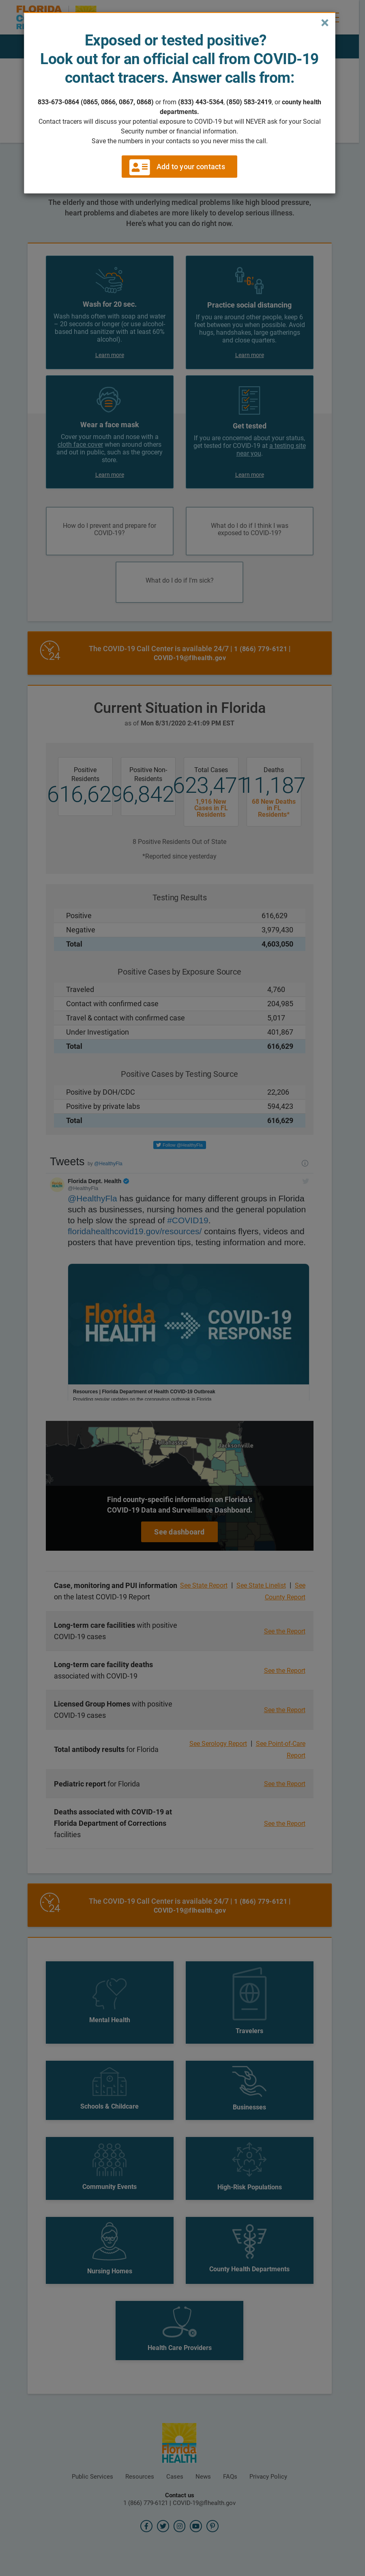 FLORIDA
×
Exposed or tested positive?
Look out for an official call from COVID-19
contact tracers. Answer calls from:
833-673-0864 (0865, 0866, 0867, 0868) or from (833) 443-5364, (850) 583-2419, or county health
departments.
Contact tracers will discuss your potential exposure to COVID-19 but will NEVER ask for your Social
Security number or financial information.
Save the numbers in your contacts so you never miss the call.
Add to your contacts
The elderly and those with underlying medical problems like high blood pressure,
heart problems and diabetes are more likely to develop serious illness.
Here's what you can do right now.
Wash for 20 sec.
Wash hands often with soap and water
– 20 seconds or longer (or use alcohol-
based hand sanitizer with at least 60%
alcohol).
Learn more
6'
Practice social distancing
If you are around other people, keep 6
feet between you when possible. Avoid
hugs, handshakes, large gatherings
and close quarters.
Learn more
Wear a face mask
Cover your mouth and nose with a
cloth face cover when around others
and out in public, such as the grocery
store.
Learn more
Get tested
If you are concerned about your status,
get tested for COVID-19 at a testing site
near you.
Learn more
How do I prevent and prepare for
COVID-19?
What do I do if I think I was
exposed to COVID-19?
What do I do if I'm sick?
24
The COVID-19 Call Center is available 24/7 | 1 (866) 779-6121 |
COVID-19@flhealth.gov
Current Situation in Florida
as of Mon 8/31/2020 2:41:09 PM EST
Positive
Residents
616,629
Positive Non-
Residents
6,842
Total Cases
623,471
1,916 New
Cases in FL
Residents
Deaths
11,187
68 New Deaths
in FL
Residents*
8 Positive Residents Out of State
*Reported since yesterday
Testing Results
Positive 616,629
Negative 3,979,430
Total 4,603,050
Positive Cases by Exposure Source
Traveled 4,760
Contact with confirmed case 204,985
Travel & contact with confirmed case 5,017
Under Investigation 401,867
Total 616,629
Positive Cases by Testing Source
Positive by DOH/CDC 22,206
Positive by private labs 594,423
Total 616,629
Follow @HealthyFla
Tweets by @HealthyFla
Florida Dept. Health
@HealthyFla
@HealthyFla has guidance for many different groups in Florida
such as businesses, nursing homes and the general population
to help slow the spread of #COVID19.
floridahealthcovid19.gov/resources/ contains flyers, videos and
posters that have prevention tips, testing information and more.
Florida
HEALTH
COVID-19
RESPONSE
Resources | Florida Department of Health COVID-19 Outbreak
Providing regular updates on the coronavirus outbreak in Florida
Tallahassee
Jacksonville
Find county-specific information on Florida's
COVID-19 Data and Surveillance Dashboard.
See dashboard
Case, monitoring and PUI information See State Report | See State Linelist | See
on the latest COVID-19 Report County Report
Long-term care facilities with positive
COVID-19 cases
See the Report
Long-term care facility deaths
associated with COVID-19
See the Report
Licensed Group Homes with positive
COVID-19 cases
See the Report
Total antibody results for Florida
See Serology Report | See Point-of-Care
Report
Pediatric report for Florida See the Report
Deaths associated with COVID-19 at
Florida Department of Corrections
facilities
See the Report
24
The COVID-19 Call Center is available 24/7 | 1 (866) 779-6121 |
COVID-19@flhealth.gov
Mental Health
Travelers
Schools & Childcare
Businesses
Community Events
High-Risk Populations
Nursing Homes
County Health Departments
Health Care Providers
Florida
HEALTH
Public Services Resources Cases News FAQs Privacy Policy
Contact us
1 (866) 779-6121 | COVID-19@flhealth.gov